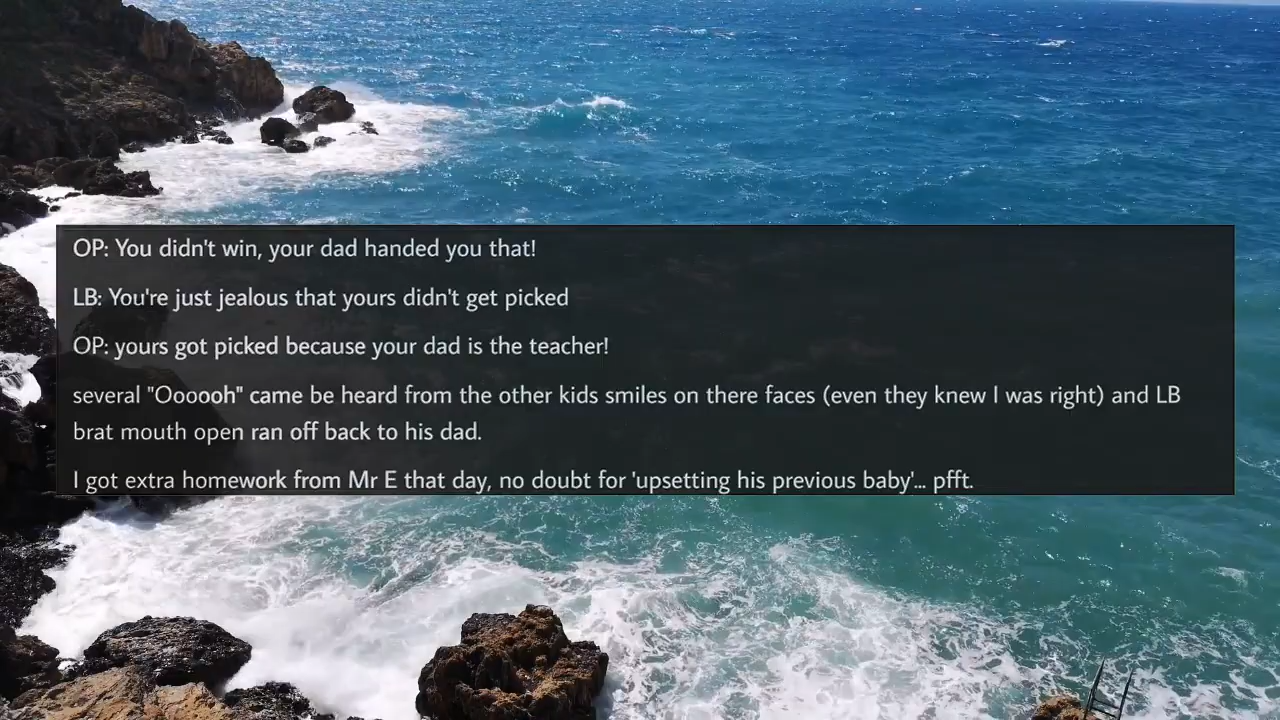 OP: You didn't win, your dad handed you that!
LB: You're just jealous that yours didn't get picked
OP: yours got picked because your dad is the teacher!
several "Oooooh" came be heard from the other kids smiles on there faces (even they knew I was right) and LB
brat mouth open ran off back to his dad.
I got extra homework from Mr E that day, no doubt for 'upsetting his previous baby'... pfft.